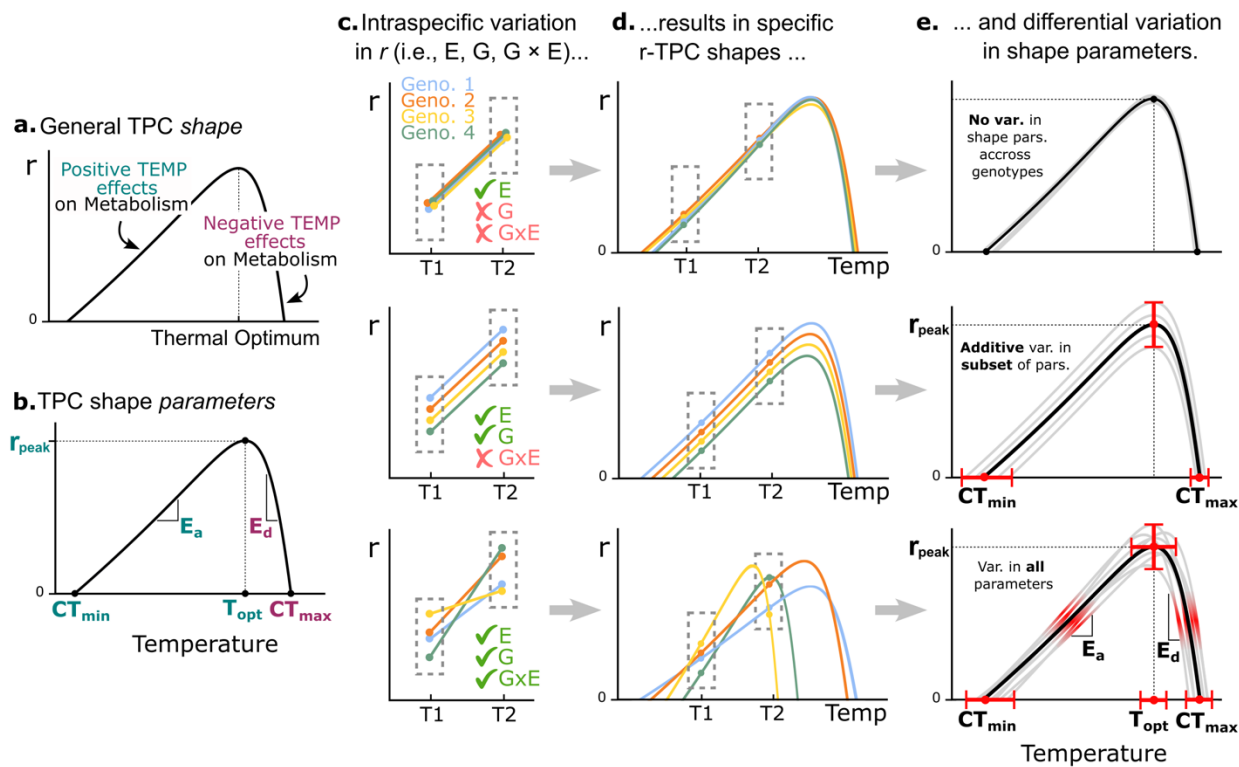 a. General TPC shape
r
Positive TEMP
effects
on Metabolism
Negative TEMP
effects
on Metabolism
0
Thermal Optimum
b. TPC shape parameters
rpeak
Ea
Ed
0
CTmin
Topt
CTmax
Temperature
c. Intraspecific variation
in r (i.e., E, G, G × E)...
r
Geno. 1
Geno. 2
Geno. 3
Geno. 4
E
G
GxE
T1
T2
r
E
G
GxE
T1
T2
r
E
G
GxE
T1
T2
d. ...results in specific
r-TPC shapes ...
r
0
T1
T2
Temp
r
0
T1
T2
Temp
r
0
T1
T2
Temp
e. ... and differential variation
in shape parameters.
No var. in
shape pars.
accross
genotypes
0
rpeak
Additive var. in
subset of pars.
0
CTmin
CTmax
rpeak
Var. in all
parameters
Ea
Ed
0
CTmin
Topt
CTmax
Temperature